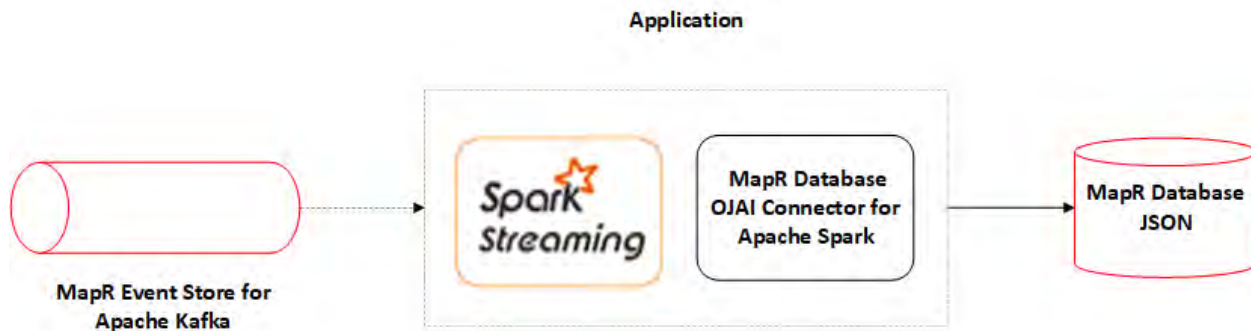 Application
Spark
Streaming
MapR Database
OJAI Connector for
Apache Spark
MapR Database
JSON
MapR Event Store for
Apache Kafka